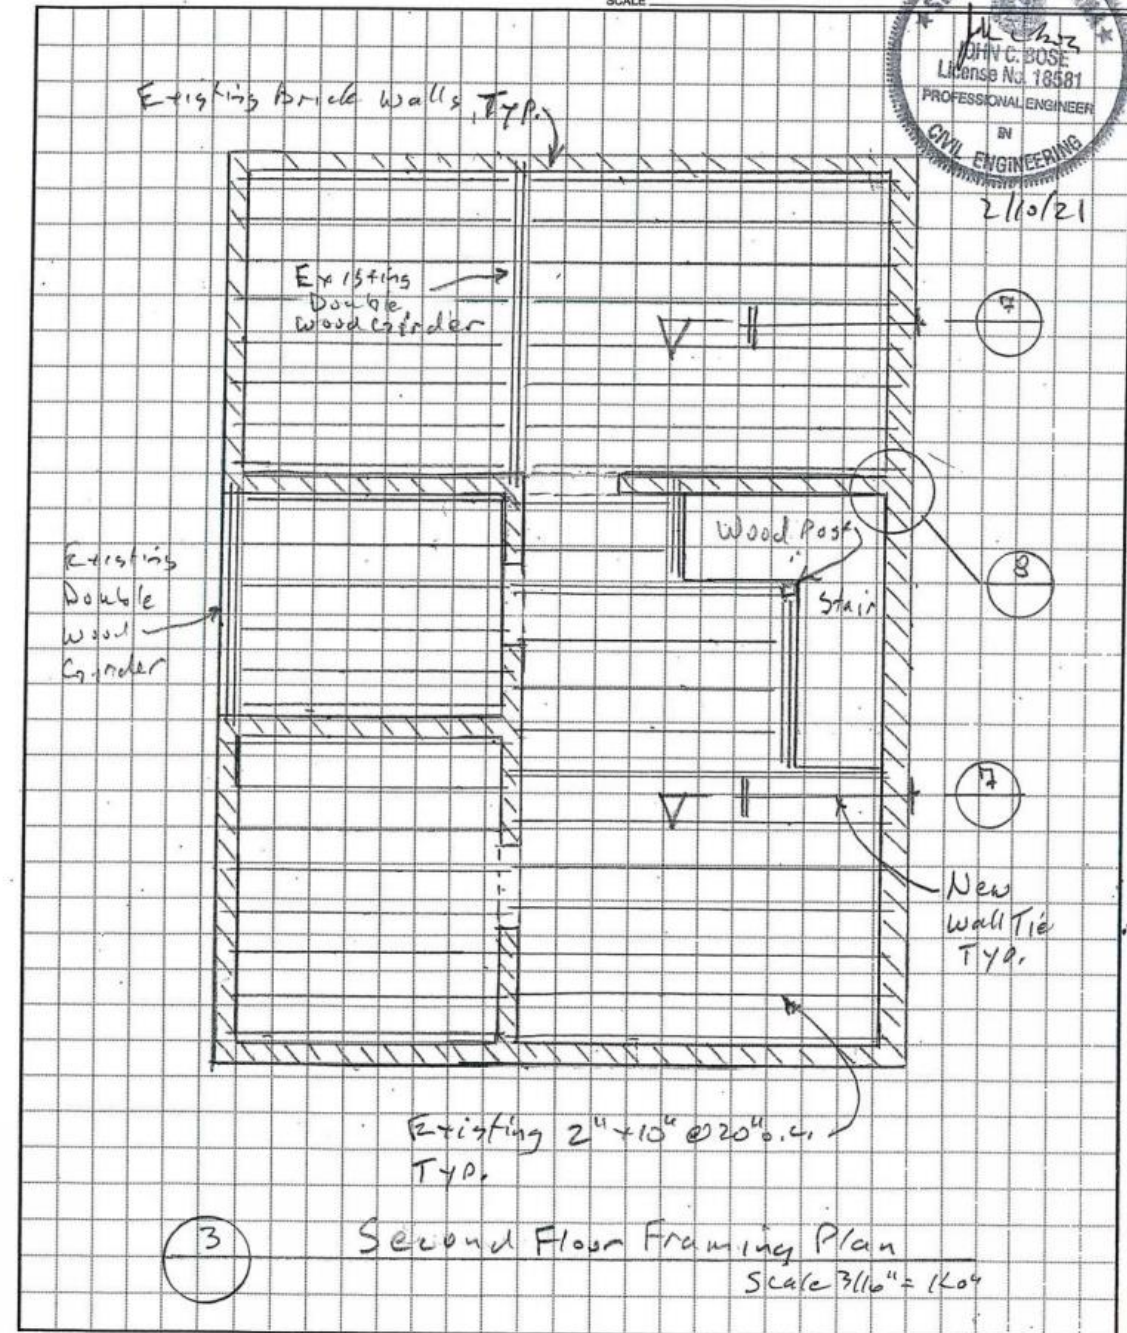 SCALE
JOHN C. BOSE
License No. 18581
PROFESSIONAL ENGINEER
IN
CIVIL ENGINEERING
2/10/21
Existing Brick Walls, Typ.
Existing
Double
Wood Girder
7
Wood Post
Stair
8
Existing
Double
Wood
Girder
7
New
Wall Tie
Typ.
Existing 2"x10" @20"o.c.
Typ.
3
Second Floor Framing Plan
Scale 3/16" = 1'-0"